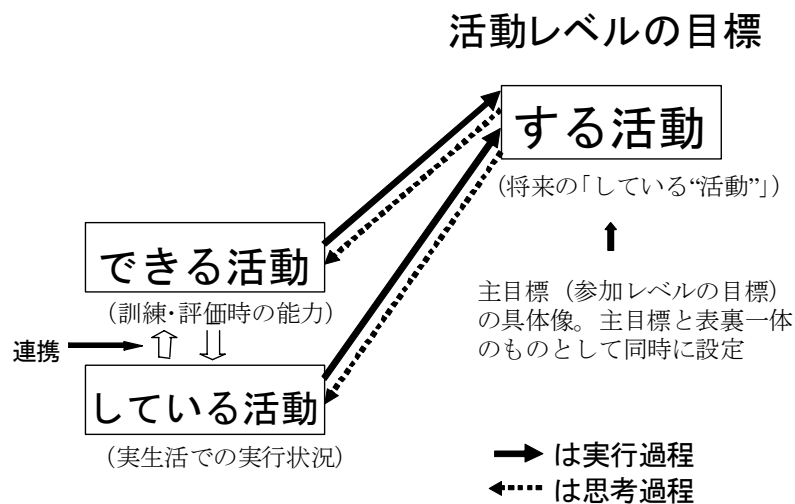 活動レベルの目標
する活動
(将来の「している“活動”」)
できる活動
(訓練・評価時の能力)
連携
している活動
(実生活での実行状況)
主目標（参加レベルの目標）
の具体像。主目標と表裏一体
のものとして同時に設定
は実行過程
は思考過程